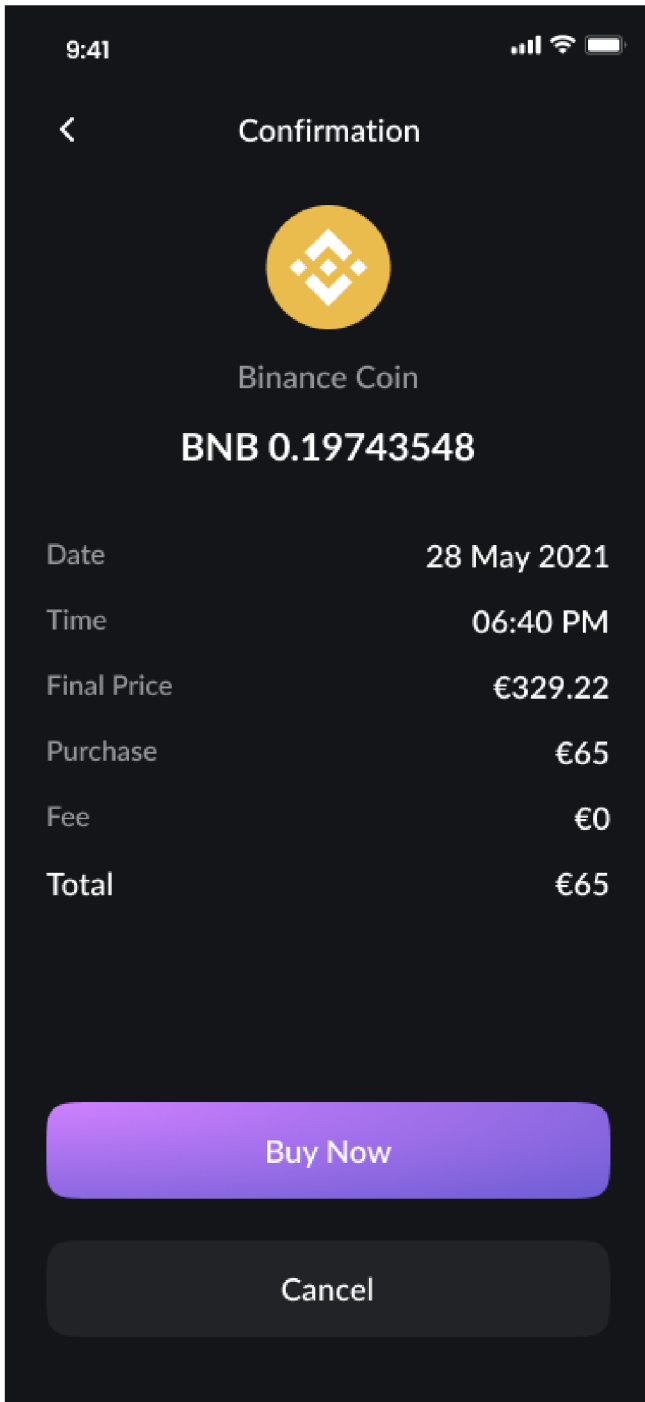 9:41
Confirmation
Binance Coin
BNB 0.19743548
Date 28 May 2021
Time 06:40 PM
Final Price €329.22
Purchase €65
Fee €0
Total €65
Buy Now
Cancel